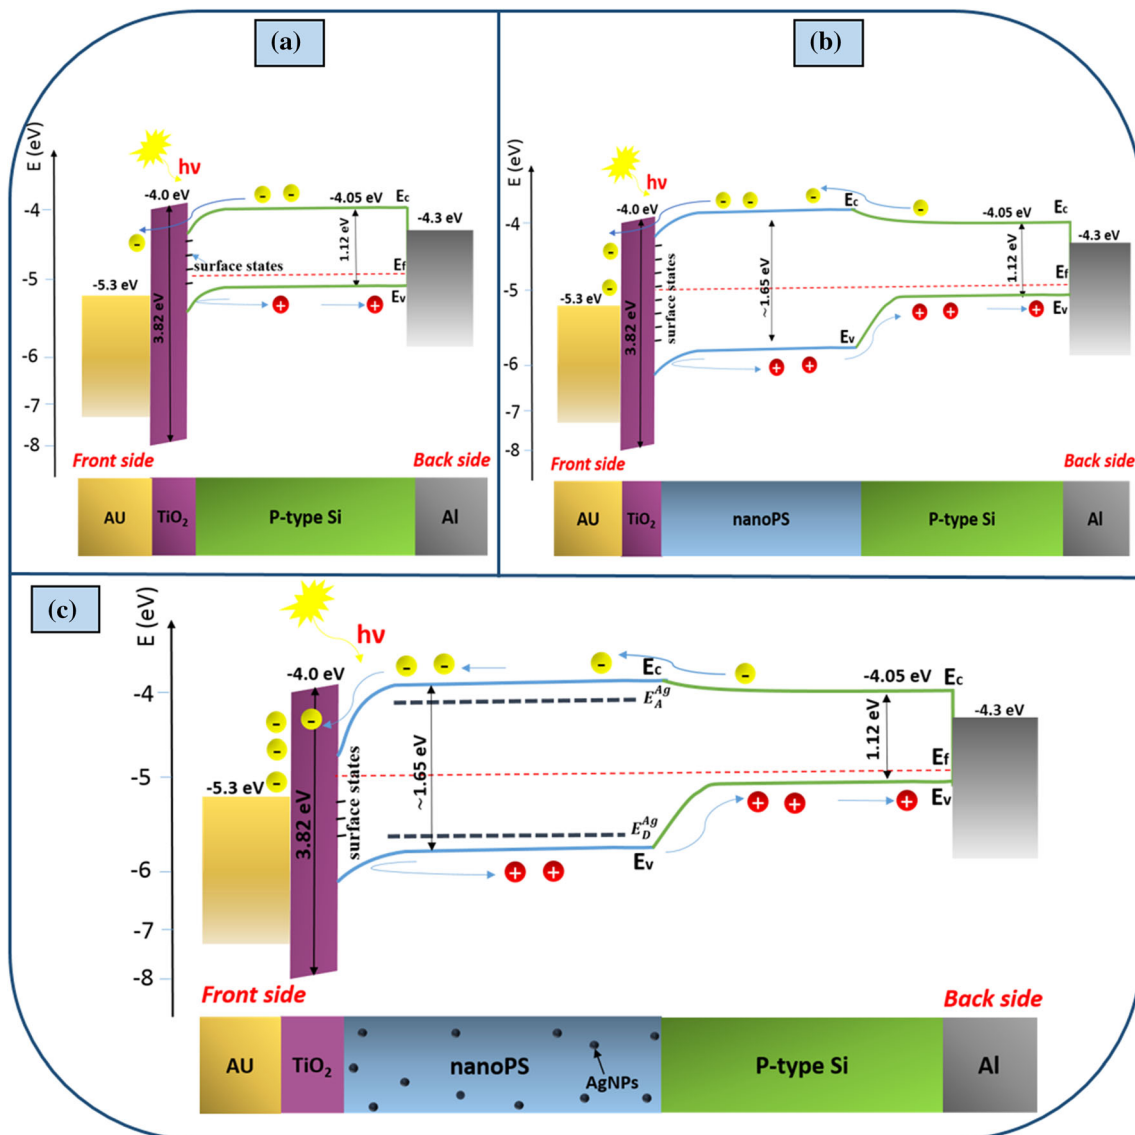 (a)
E (eV)
hν
-4.0 eV
-4.05 eV
Ec
-4.3 eV
-4
1.12 eV
surface states
Ef
-5
-5.3 eV
Ev
3.82 eV
-6
-7
-8
Front side
Back side
AU
TiO₂
P-type Si
Al
(b)
E (eV)
hν
-4.0 eV
Ec
-4.05 eV
Ec
-4.3 eV
-4
1.12 eV
Ef
~1.65 eV
surface states
-5
-5.3 eV
Ev
3.82 eV
Ev
-6
-7
-8
Front side
Back side
AU
TiO₂
nanoPS
P-type Si
Al
(c)
E (eV)
hν
-4.0 eV
Ec
-4.05 eV
Ec
-4
E_A^Ag
-4.3 eV
1.12 eV
Ef
~1.65 eV
surface states
-5
-5.3 eV
Ev
3.82 eV
E_D^Ag
Ev
-6
-7
-8
Front side
Back side
AU
TiO₂
nanoPS
AgNPs
P-type Si
Al